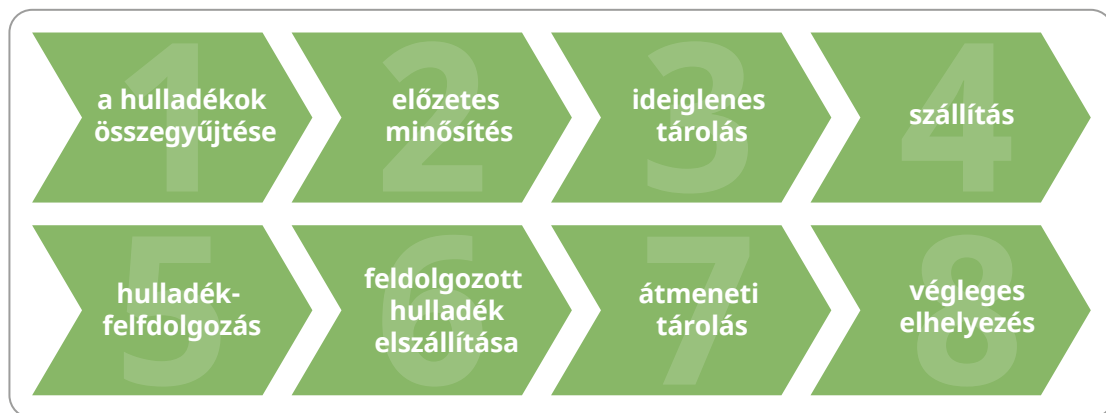 1
a hulladékok
összegyűjtése
2
előzetes
minősítés
3
ideiglenes
tárolás
4
szállítás
5
hulladék-
felfdolgozás
6
feldolgozott
hulladék
elszállítása
7
átmeneti
tárolás
8
végleges
elhelyezés